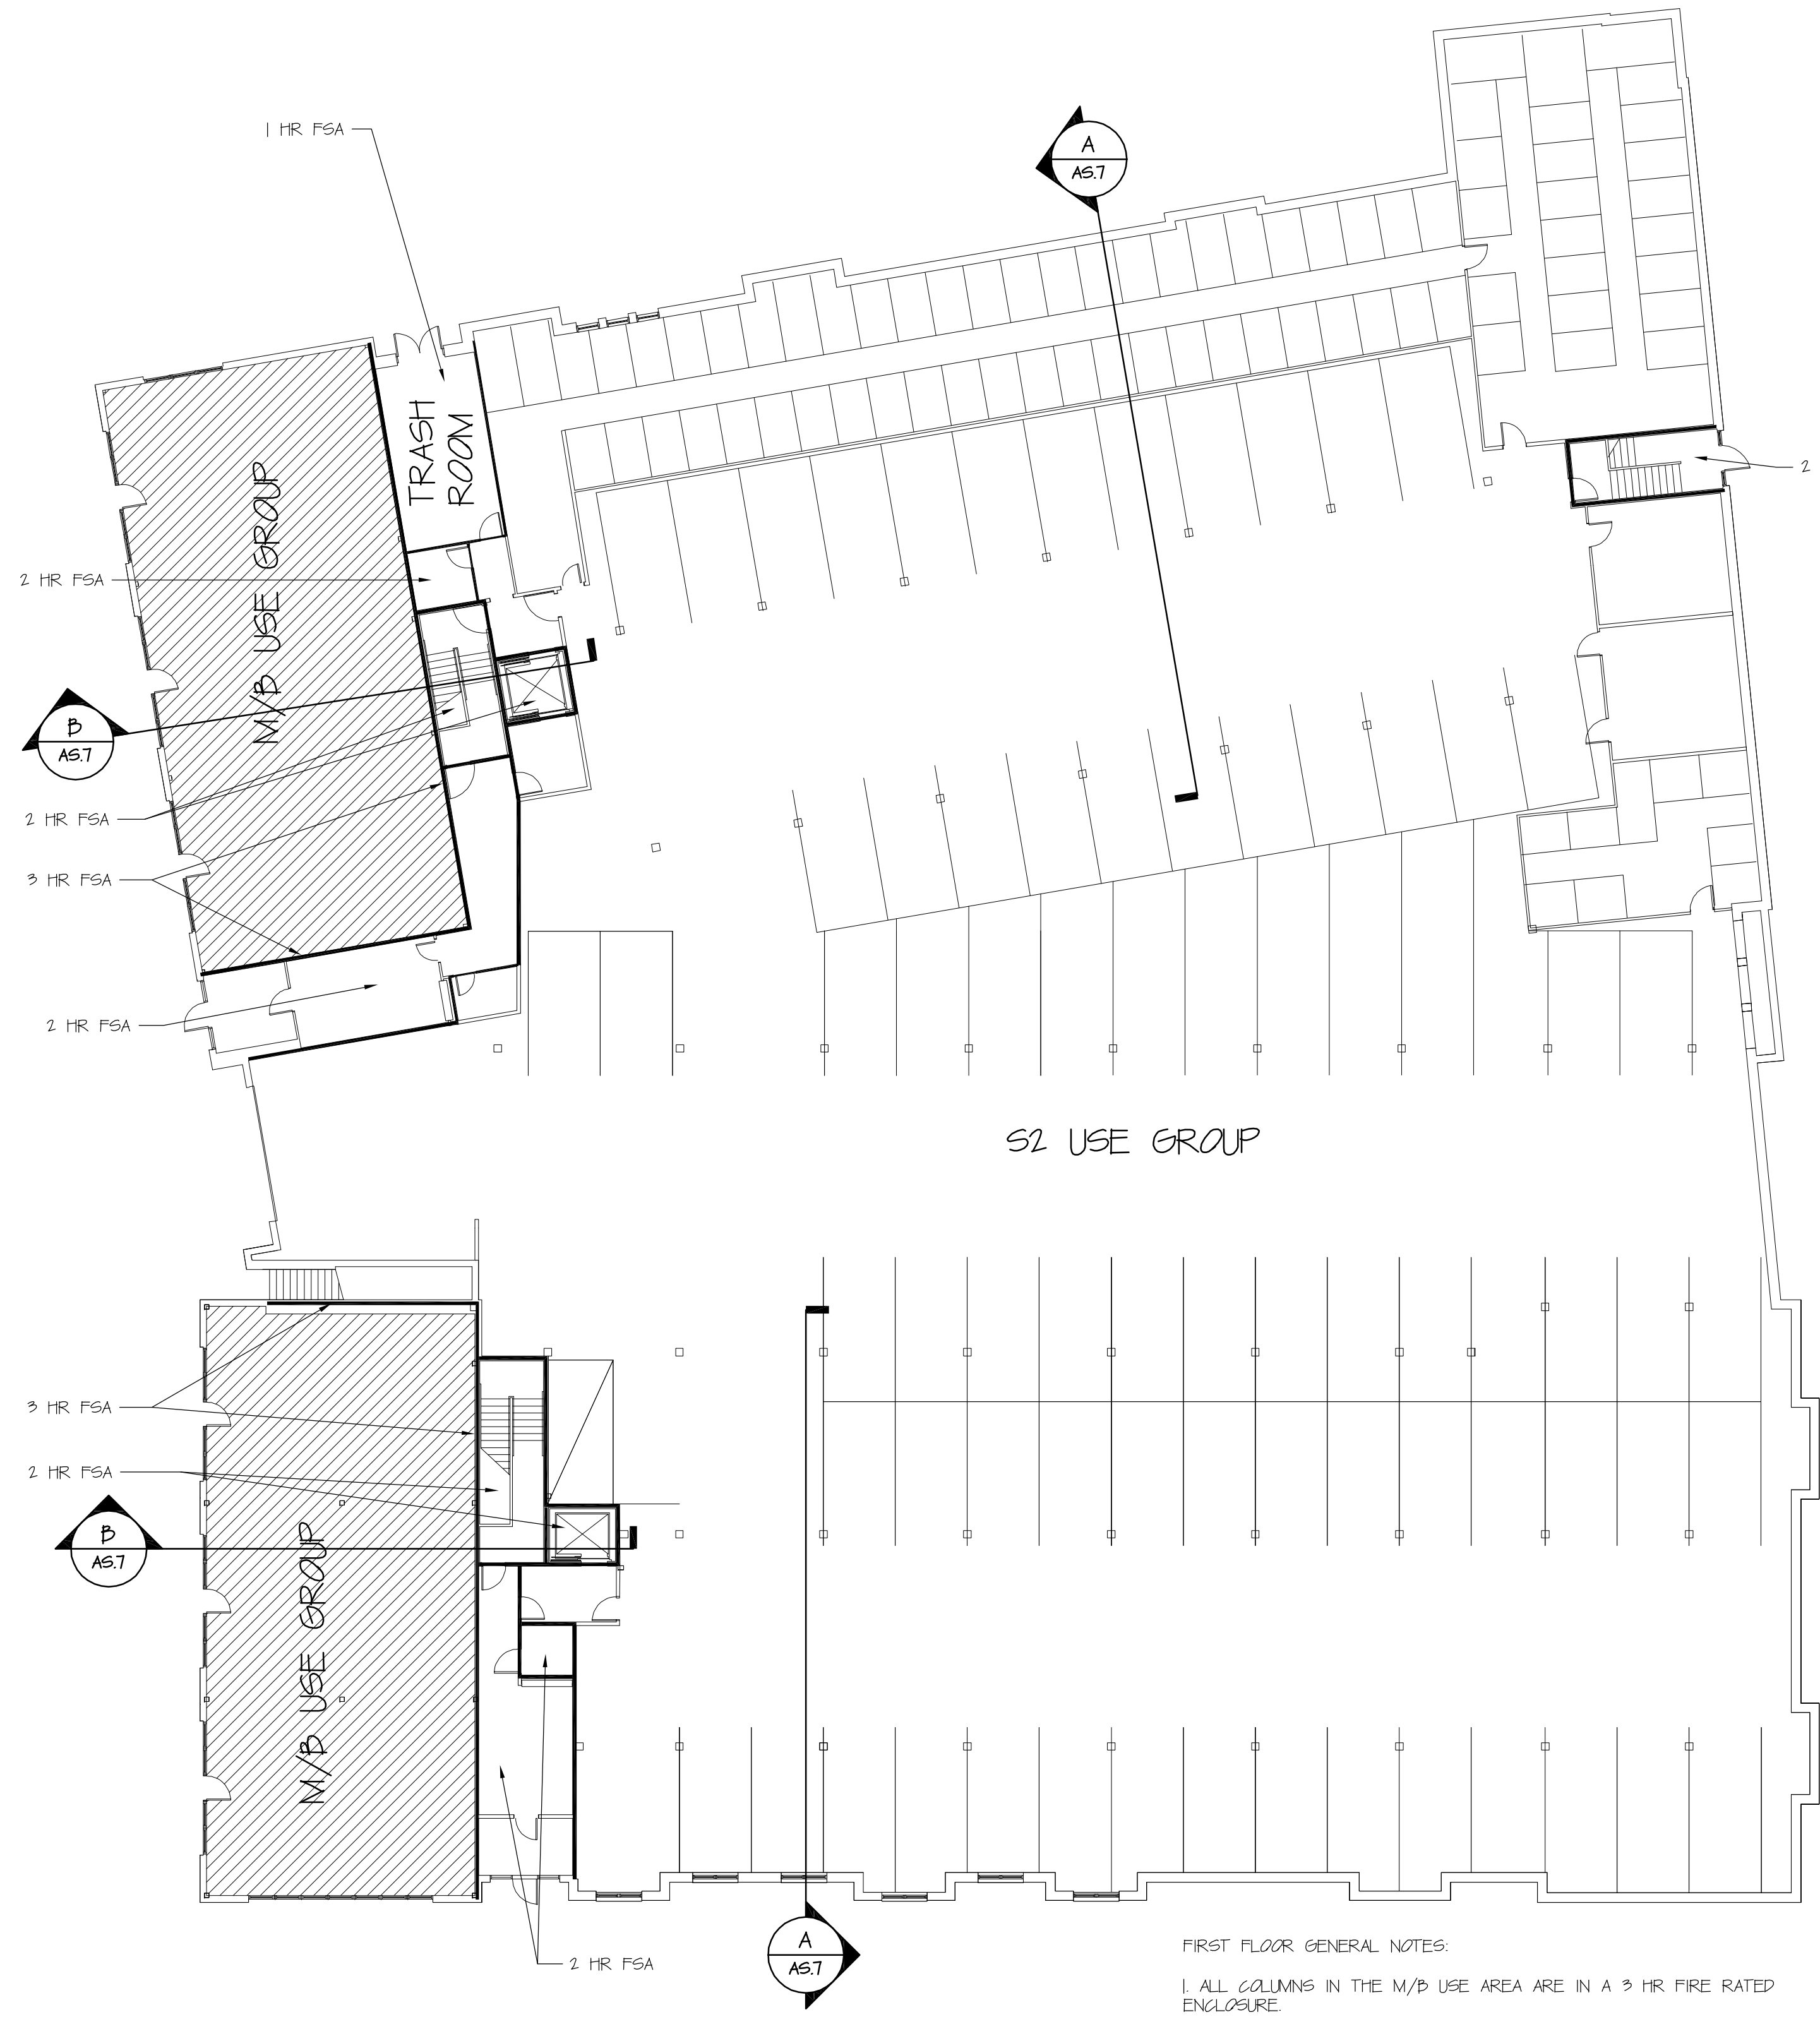 1 HR FSA
A
AS.7
TRASH
ROOM
M/B USE GROUP
2
2 HR FSA
B
AS.7
2 HR FSA
3 HR FSA
2 HR FSA
S2 USE GROUP
3 HR FSA
2 HR FSA
B
AS.7
M/B USE GROUP
A
AS.7
2 HR FSA
FIRST FLOOR GENERAL NOTES:
1. ALL COLUMNS IN THE M/B USE AREA ARE IN A 3 HR FIRE RATED
ENCLOSURE.